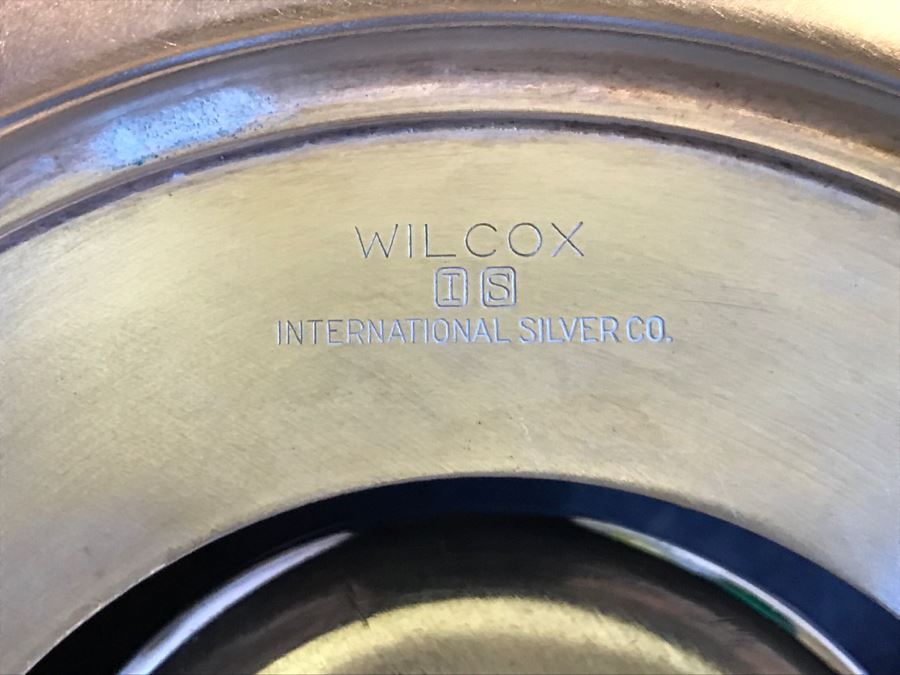 WILCOX
I S
INTERNATIONAL SILVER CO.